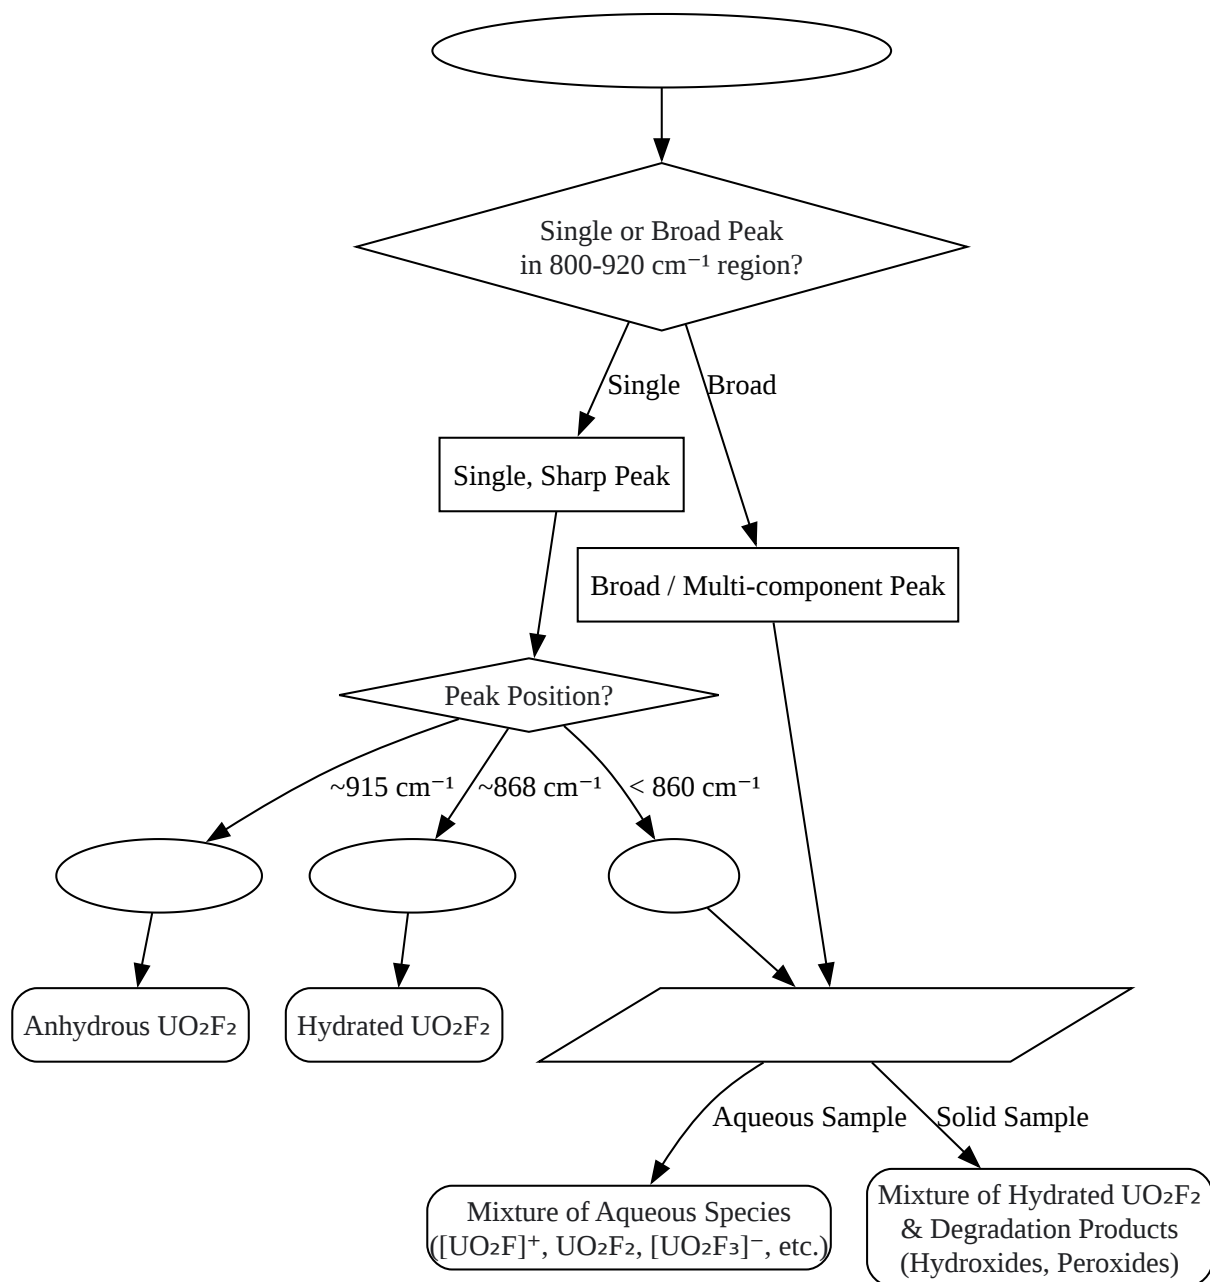 Single or Broad Peak
in 800-920 cm⁻¹ region?
Single
Broad
Single, Sharp Peak
Broad / Multi-component Peak
Peak Position?
~915 cm⁻¹
~868 cm⁻¹
< 860 cm⁻¹
Anhydrous UO₂F₂
Hydrated UO₂F₂
Aqueous Sample
Solid Sample
Mixture of Aqueous Species
([UO₂F]⁺, UO₂F₂, [UO₂F₃]⁻, etc.)
Mixture of Hydrated UO₂F₂
& Degradation Products
(Hydroxides, Peroxides)